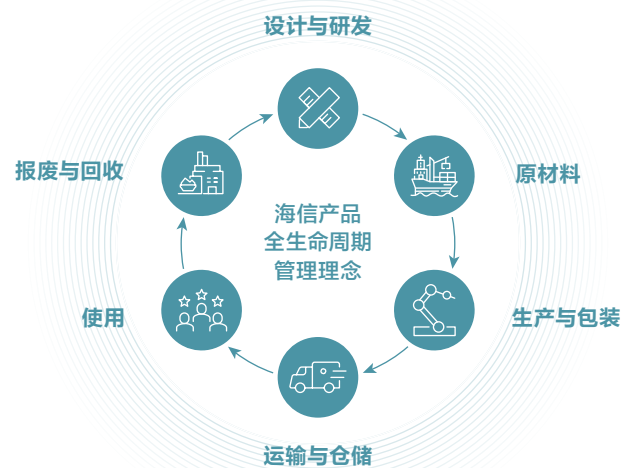 设计与研发
报废与回收
原材料
海信产品
全生命周期
管理理念
使用
生产与包装
运输与仓储